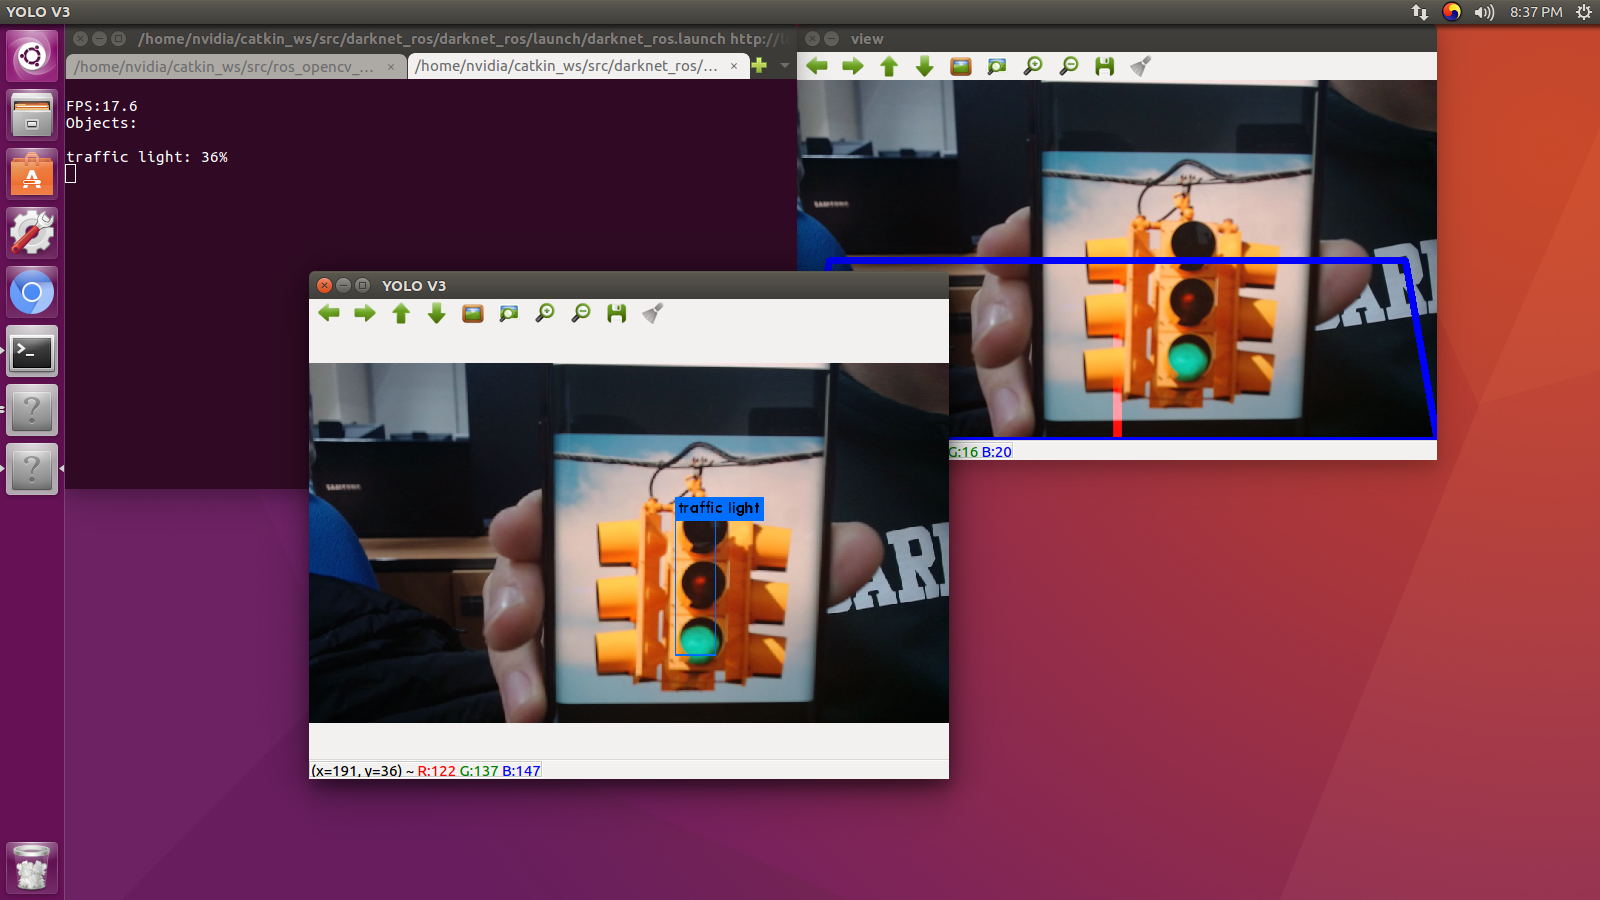 YOLO V3
8:37 PM
/home/nvidia/catkin_ws/src/darknet_ros/darknet_ros/launch/darknet_ros.launch http://l
/home/nvidia/catkin_ws/src/ros_opencv_...
/home/nvidia/catkin_ws/src/darknet_ros/...
FPS:17.6
Objects:
traffic light: 36%
view
SAMSUNG
G:16 B:20
YOLO V3
traffic light
SAMSUNG
(x=191, y=36) ~ R:122 G:137 B:147